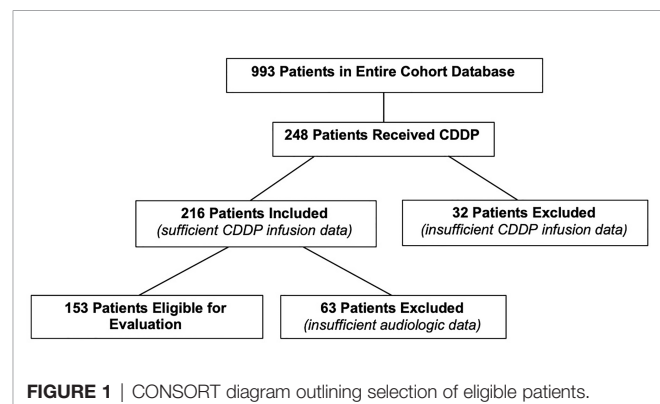 993 Patients in Entire Cohort Database
248 Patients Received CDDP
216 Patients Included
(sufficient CDDP infusion data)
32 Patients Excluded
(insufficient CDDP infusion data)
153 Patients Eligible for
Evaluation
63 Patients Excluded
(insufficient audiologic data)
FIGURE 1 | CONSORT diagram outlining selection of eligible patients.